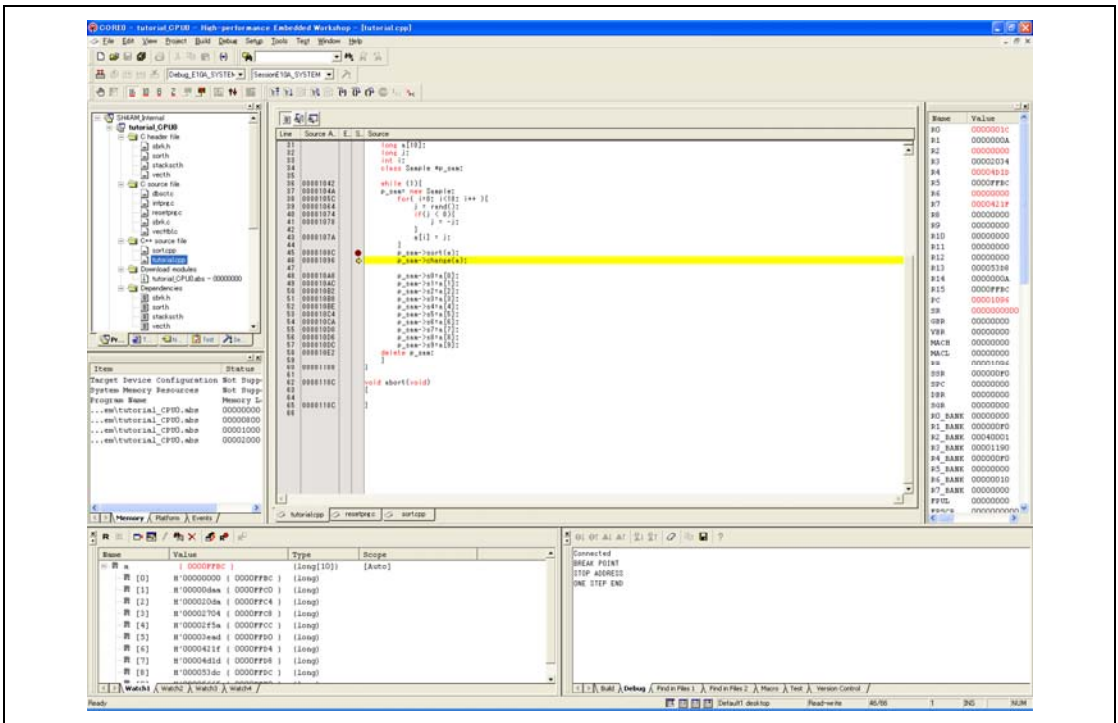 CORE0 - tutorial_CPU0 - High-performance Embedded Workshop - [tutorial.cpp]
File Edit View Project Build Debug Setup Tools Test Window Help
Debug_E10A_SYSTEM SessionE10A_SYSTEM
tutorial_CPU0
C header file
sbrk.h
sort.h
stacksct.h
vect.h
C source file
dbsct.c
intprg.c
resetprg.c
sbrk.c
vecttbl.c
C++ source file
sort.cpp
tutorial.cpp
Download modules
tutorial_CPU0.abs - 00000000
Dependencies
sbrk.h
sort.h
stacksct.h
vect.h
Item Status
Target Device Configuration Not Supp
System Memory Resources Not Supp
Program Name Memory L
...em\tutorial_CPU0.abs 00000000
...em\tutorial_CPU0.abs 00000800
...em\tutorial_CPU0.abs 00001000
...em\tutorial_CPU0.abs 00002000
Memory Platform Events
Line Source A.. E.. S.. Source
31 long a[10];
32 long j;
33 int i;
34 class Sample *p_sam;
35
36 00001042 while (1){
37 0000104A p_sam= new Sample;
38 0000105C for( i=0; i<10; i++ ){
39 00001064 j = rand();
40 00001074 if(j < 0){
41 00001078 j = -j;
42 }
43 0000107A a[i] = j;
44 }
45 0000108C p_sam->sort(a);
46 00001096 p_sam->change(a);
47
48 000010A8 p_sam->s0=a[0];
49 000010AC p_sam->s1=a[1];
50 000010B2 p_sam->s2=a[2];
51 000010B8 p_sam->s3=a[3];
52 000010BE p_sam->s4=a[4];
53 000010C4 p_sam->s5=a[5];
54 000010CA p_sam->s6=a[6];
55 000010D0 p_sam->s7=a[7];
56 000010D6 p_sam->s8=a[8];
57 000010DC p_sam->s9=a[9];
58 000010E2 delete p_sam;
59 }
60 00001108 }
61
62 0000118C void abort(void)
63 {
64
65 0000118C }
66
tutorial.cpp resetprg.c sort.cpp
Name Value
R0 0000001C
R1 0000000A
R2 00000000
R3 00002034
R4 00004D1D
R5 0000FFBC
R6 00000000
R7 0000421F
R8 00000000
R9 00000000
R10 00000000
R11 00000000
R12 00000000
R13 000053D8
R14 0000000A
R15 0000FFBC
PC 00001096
SR
GBR 00000000
VBR 00000000
MACH 00000000
MACL 00000000
PR 00001096
SSR 000000F0
SPC 00000000
DBR 00000000
SGR 00000000
R0_BANK 00000000
R1_BANK 000000F0
R2_BANK 00040001
R3_BANK 00001190
R4_BANK 000000F0
R5_BANK 00000000
R6_BANK 00000010
R7_BANK 00000000
FPUL 00000000
FPSCR
Name Value Type Scope
a { 0000FFBC } (long[10]) [Auto]
[0] H'00000000 { 0000FFBC } (long)
[1] H'00000daa { 0000FFC0 } (long)
[2] H'000020da { 0000FFC4 } (long)
[3] H'00002704 { 0000FFC8 } (long)
[4] H'00002f5a { 0000FFCC } (long)
[5] H'00003ead { 0000FFD0 } (long)
[6] H'0000421f { 0000FFD4 } (long)
[7] H'00004d1d { 0000FFD8 } (long)
[8] H'000053dc { 0000FFDC } (long)
Watch1 Watch2 Watch3 Watch4
Connected
BREAK POINT
STOP ADDRESS
ONE STEP END
Build Debug Find in Files 1 Find in Files 2 Macro Test Version Control
Ready Default1 desktop Read-write 46/66 1 INS NUM